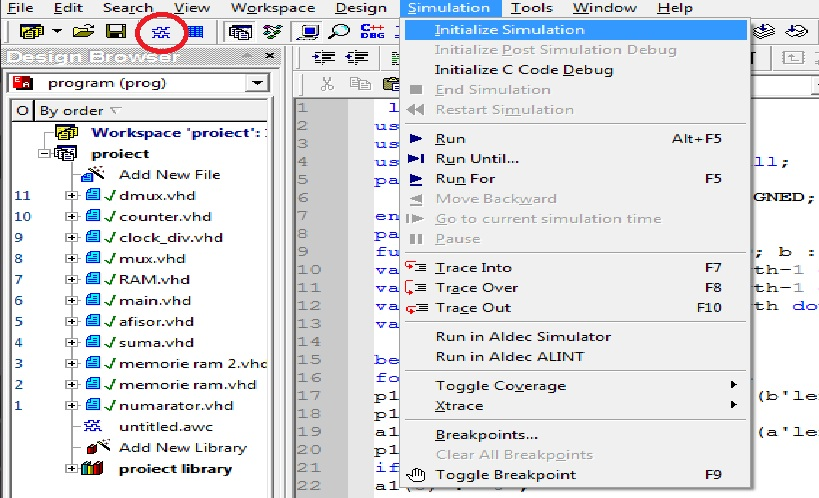 File Edit Search View Workspace Design Simulation Tools Window Help
C++
DBG
Design Browser
program (prog)
O By order
Workspace 'proiect':
proiect
Add New File
11 dmux.vhd
10 counter.vhd
9 clock_div.vhd
8 mux.vhd
7 RAM.vhd
6 main.vhd
5 afisor.vhd
4 suma.vhd
3 memorie ram 2.vhd
2 memorie ram.vhd
1 numarator.vhd
untitled.awc
Add New Library
proiect library
Initialize Simulation
Initialize Post Simulation Debug
Initialize C Code Debug
End Simulation
Restart Simulation
Run Alt+F5
Run Until...
Run For F5
Move Backward
Go to current simulation time
Pause
Trace Into F7
Trace Over F8
Trace Out F10
Run in Aldec Simulator
Run in Aldec ALINT
Toggle Coverage
Xtrace
Breakpoints...
Clear All Breakpoints
Toggle Breakpoint F9
1 l
2 us
3 us
4 us ll;
5 pa
6 GNED;
7 en
8 pa
9 fu ; b :
10 va th-1
11 va th-1
12 va th dow
13 va
14
15 be
16 fo
17 p1 (b'len
18 p1
19 a1 (a'len
20 p1
21 if
22 a1